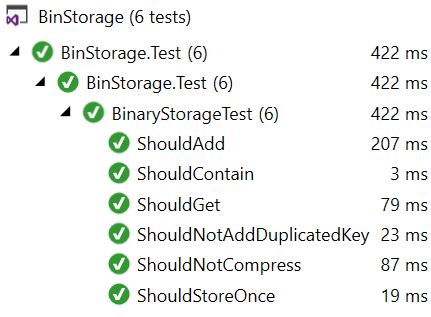 BinStorage (6 tests)
BinStorage.Test (6) 422 ms
BinStorage.Test (6) 422 ms
BinaryStorageTest (6) 422 ms
ShouldAdd 207 ms
ShouldContain 3 ms
ShouldGet 79 ms
ShouldNotAddDuplicatedKey 23 ms
ShouldNotCompress 87 ms
ShouldStoreOnce 19 ms